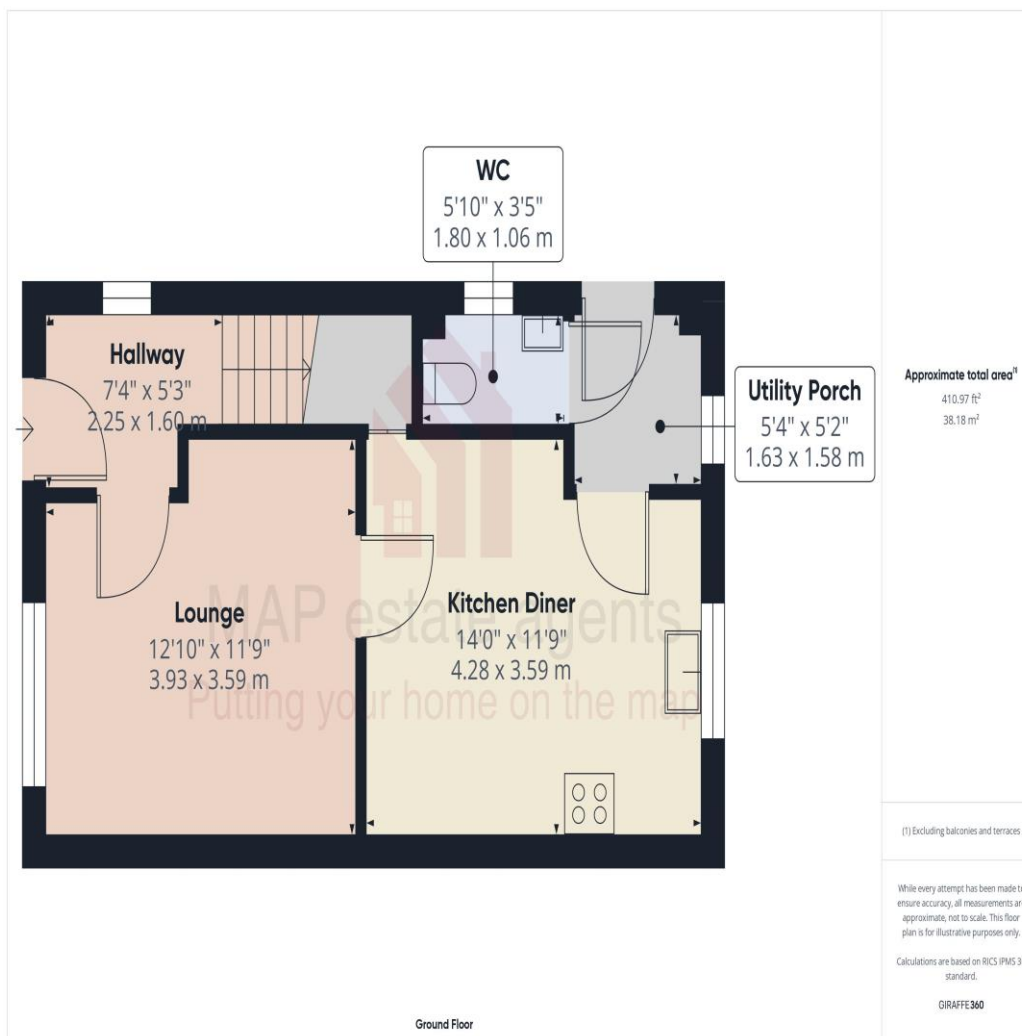 WC
5'10" x 3'5"
1.80 x 1.06 m
Hallway
7'4" x 5'3"
2.25 x 1.60 m
Utility Porch
5'4" x 5'2"
1.63 x 1.58 m
Lounge
12'10" x 11'9"
3.93 x 3.59 m
Kitchen Diner
14'0" x 11'9"
4.28 x 3.59 m
MAP estate agents
Putting your home on the map
Ground Floor
Approximate total area⁽¹⁾
410.97 ft²
38.18 m²
(1) Excluding balconies and terraces
While every attempt has been made to
ensure accuracy, all measurements are
approximate, not to scale. This floor
plan is for illustrative purposes only.
Calculations are based on RICS IPMS 3
standard.
GIRAFFE360